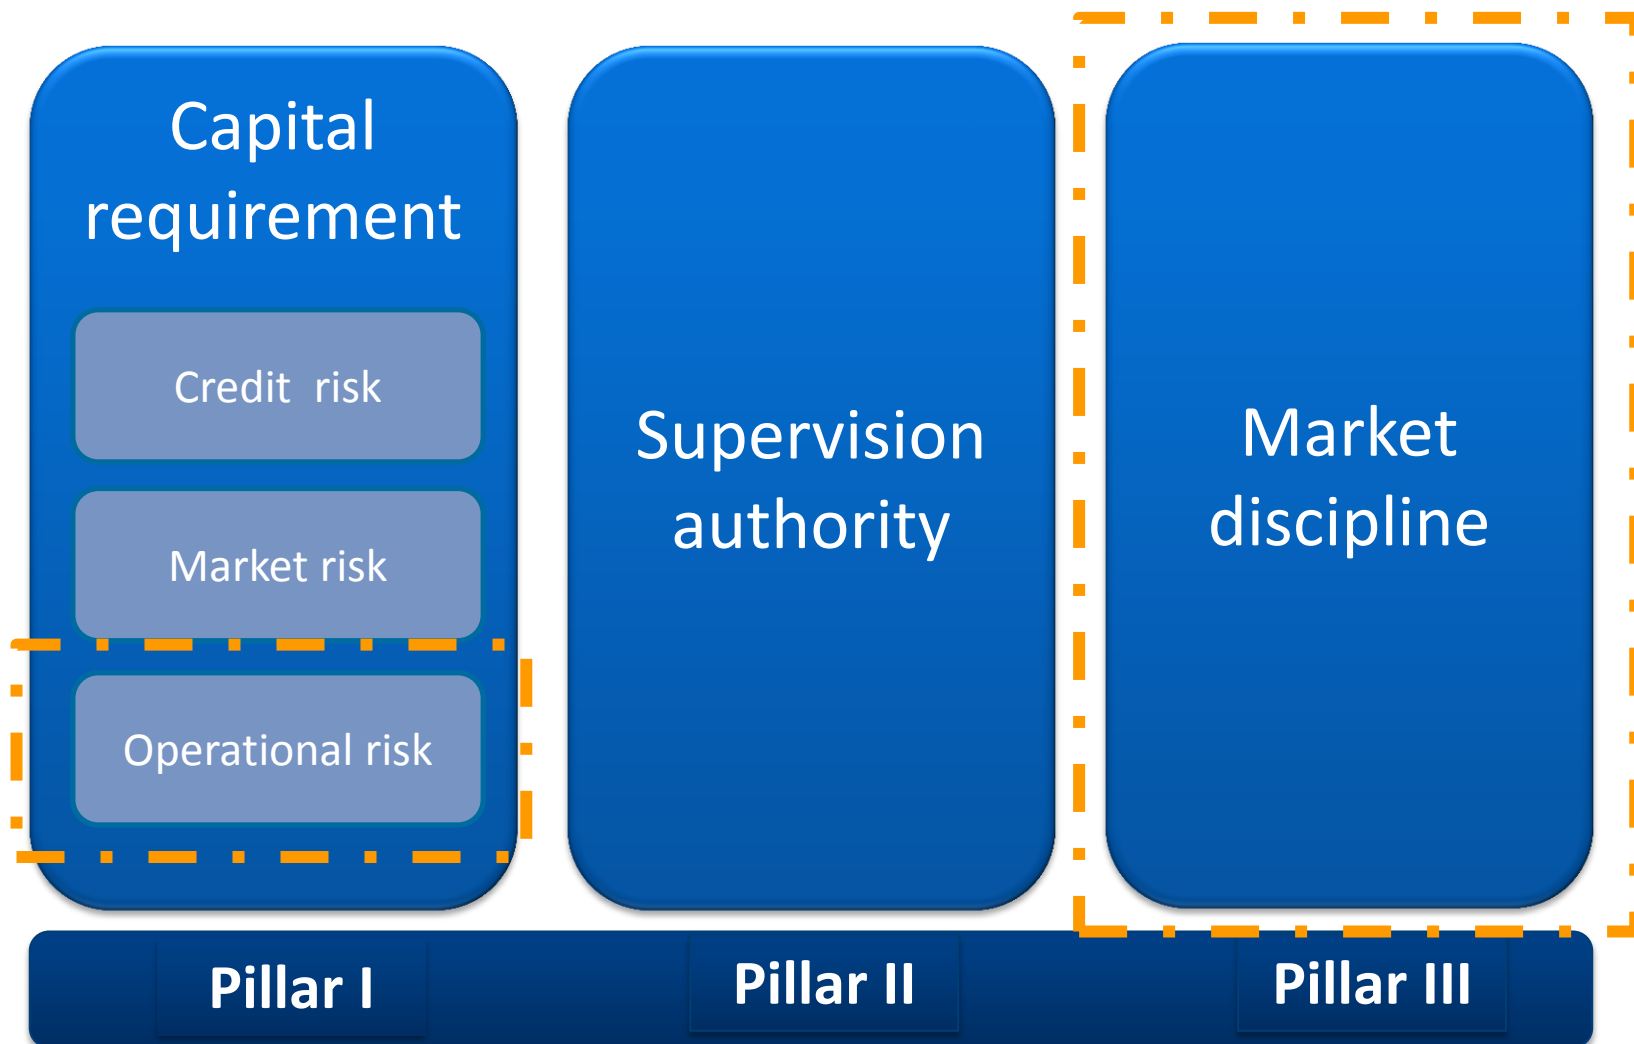 Capital
requirement
Credit  risk
Market risk
Operational risk
Supervision
authority
Market
discipline
Pillar I
Pillar II
Pillar III